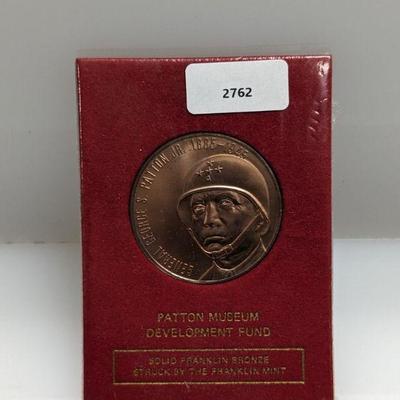 2762
GENERAL GEORGE S. PATTON JR. 1885-1945
PATTON MUSEUM
DEVELOPMENT FUND
SOLID FRANKLIN BRONZE
STRUCK BY THE FRANKLIN MINT